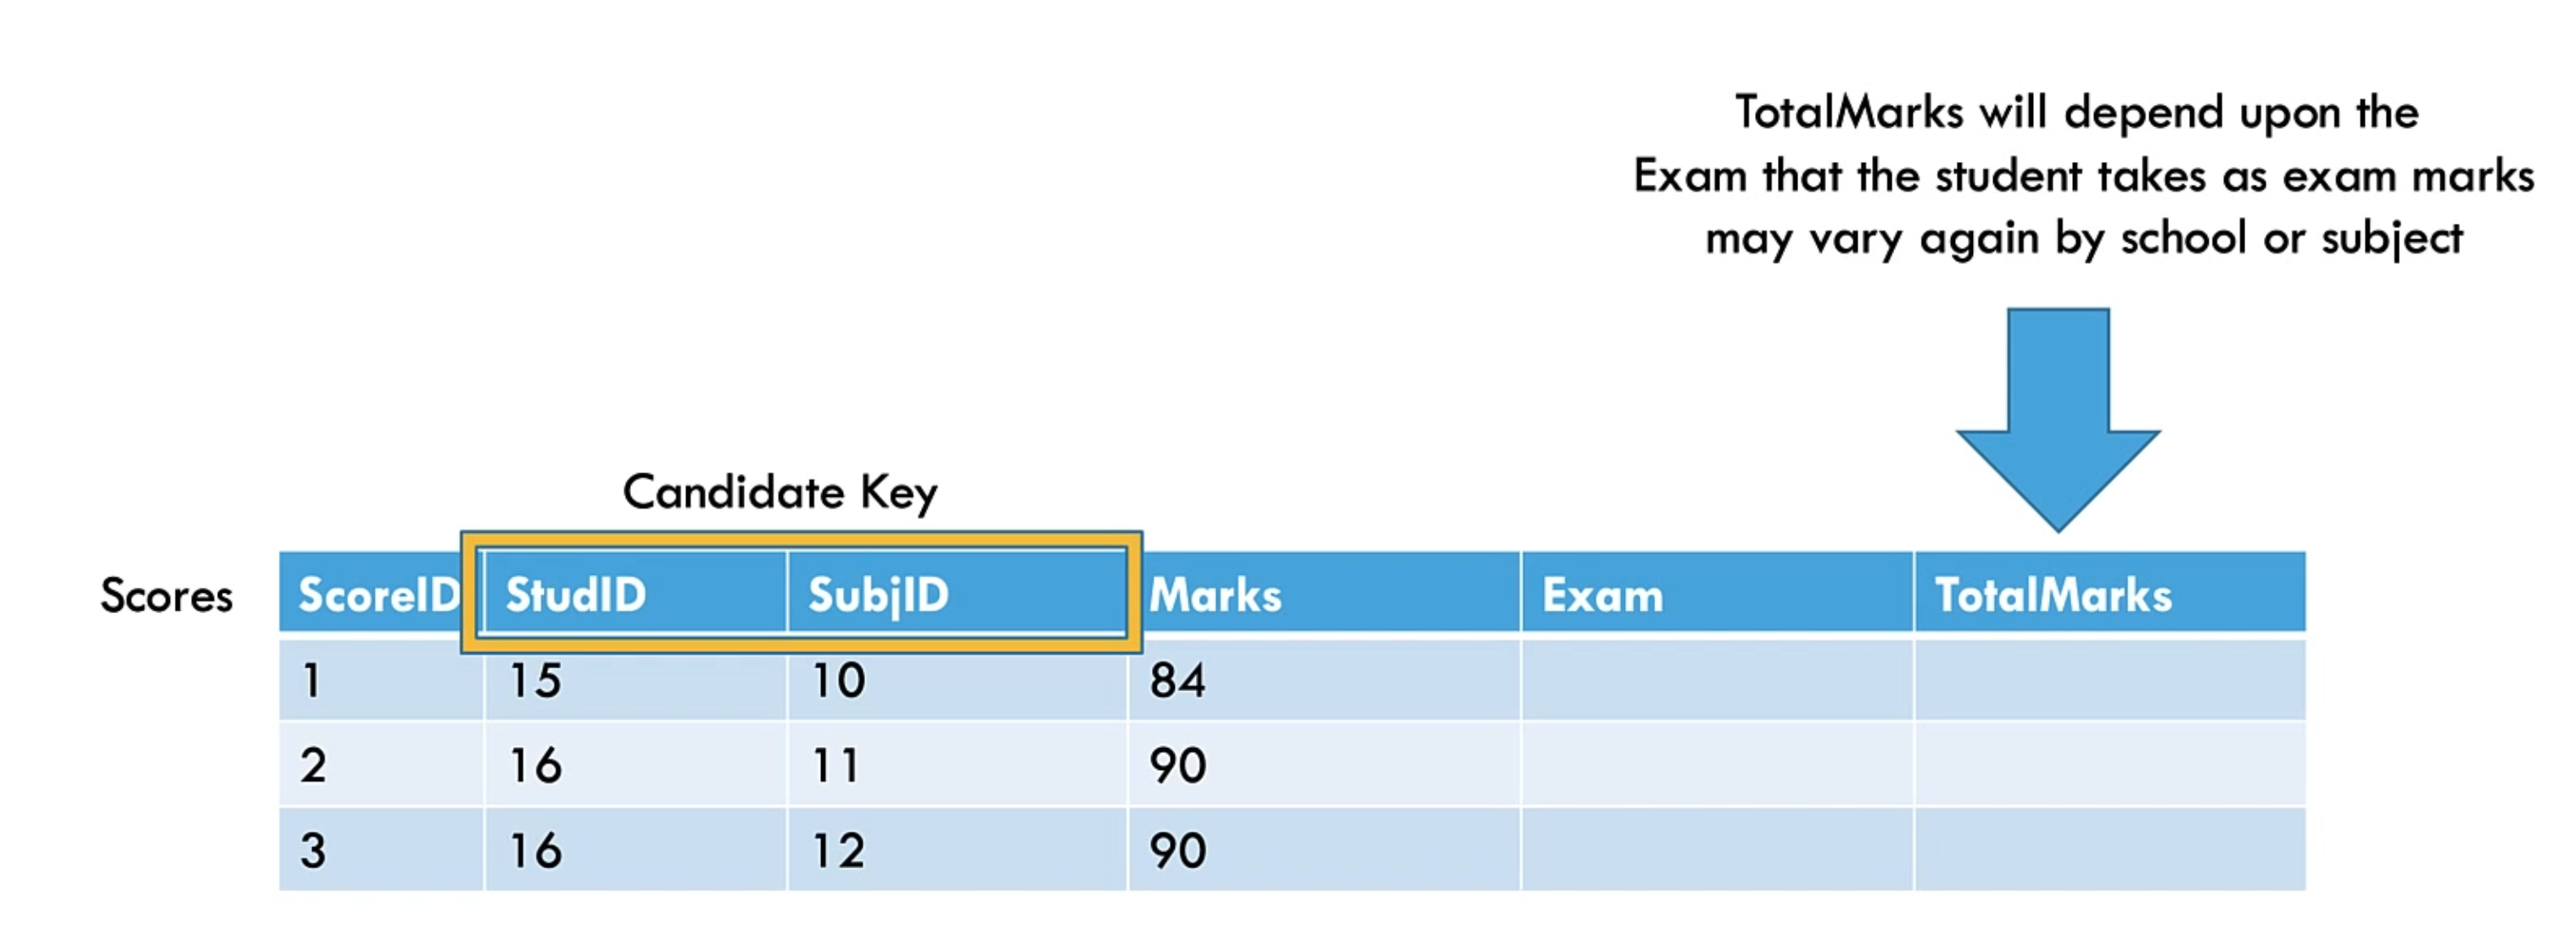 TotalMarks will depend upon the
Exam that the student takes as exam marks
may vary again by school or subject
Candidate Key
Scores ScoreID StudID SubjID Marks Exam TotalMarks
1 15 10 84
2 16 11 90
3 16 12 90